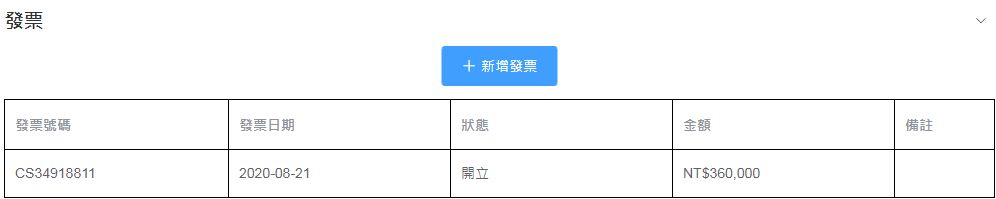 發票
新增發票
發票號碼 發票日期 狀態 金額 備註
CS34918811 2020-08-21 開立 NT$360,000